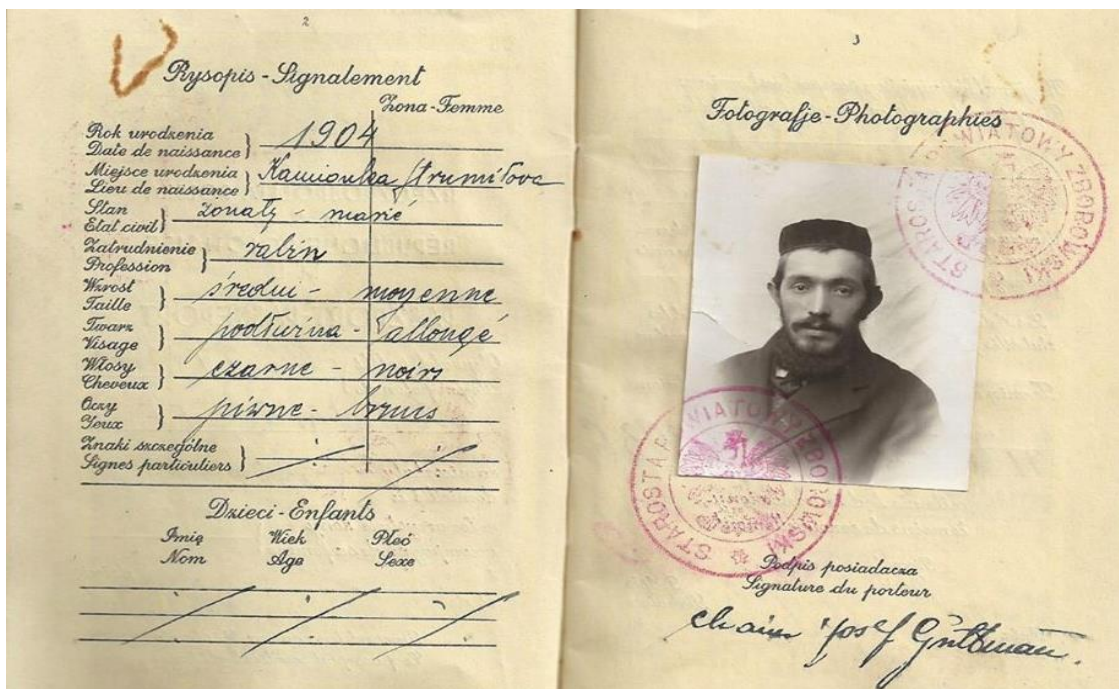 2
Rysopis - Signalement
Żona - Femme
Rok urodzenia
Date de naissance } 1904
Miejsce urodzenia
Lieu de naissance } Kamionka Strumiłova
Stan
Etat civil } żonaty - marié
Zatrudnienie
Profession } rabin
Wzrost
Taille } średni - moyenne
Twarz
Visage } podłużna - allongé
Włosy
Cheveux } czarne - noirs
Oczy
Yeux } piwne - bruns
Znaki szczególne
Signes particuliers }
Dzieci - Enfants
Imię Wiek Płeć
Nom Age Sexe
3
Fotografje - Photographies
STAROSTA POWIATOWY ZBOROWSKI
STAROSTA POWIATOWY ZBOROWSKI
Podpis posiadacza
Signature du porteur
Chaim Josef